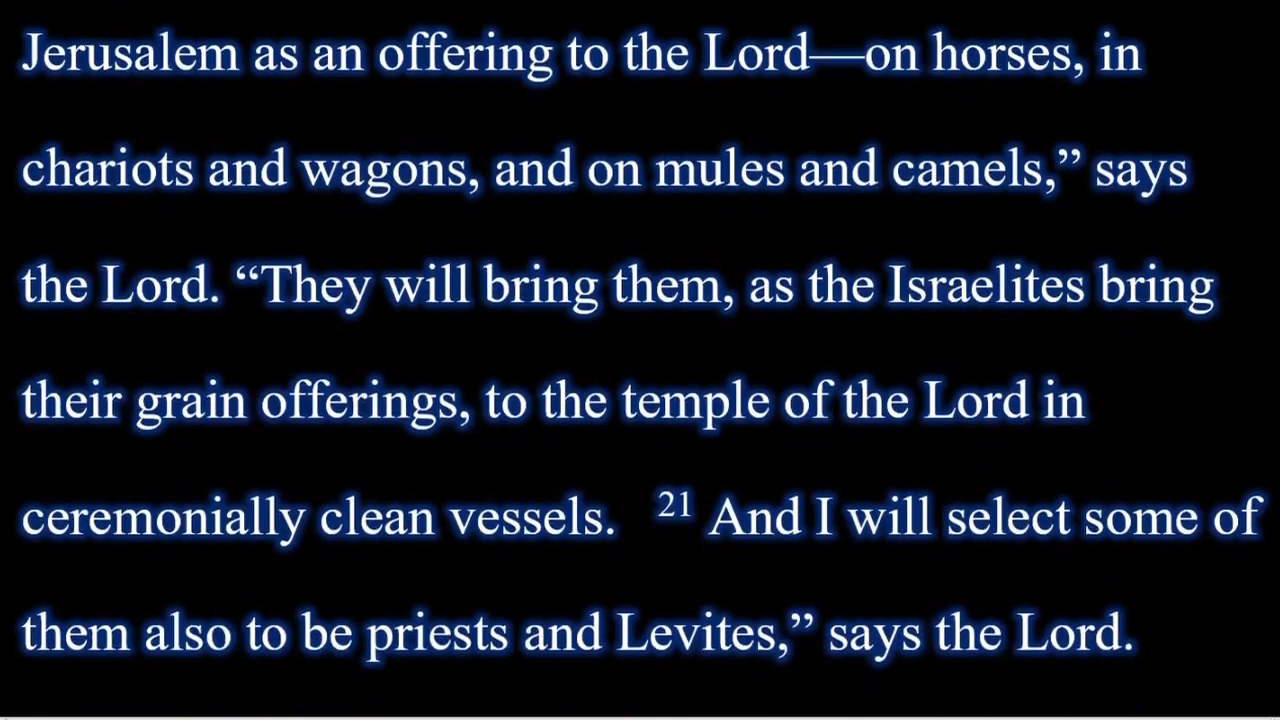 Jerusalem as an offering to the Lord—on horses, in
chariots and wagons, and on mules and camels,” says
the Lord. “They will bring them, as the Israelites bring
their grain offerings, to the temple of the Lord in
ceremonially clean vessels. 21 And I will select some of
them also to be priests and Levites,” says the Lord.